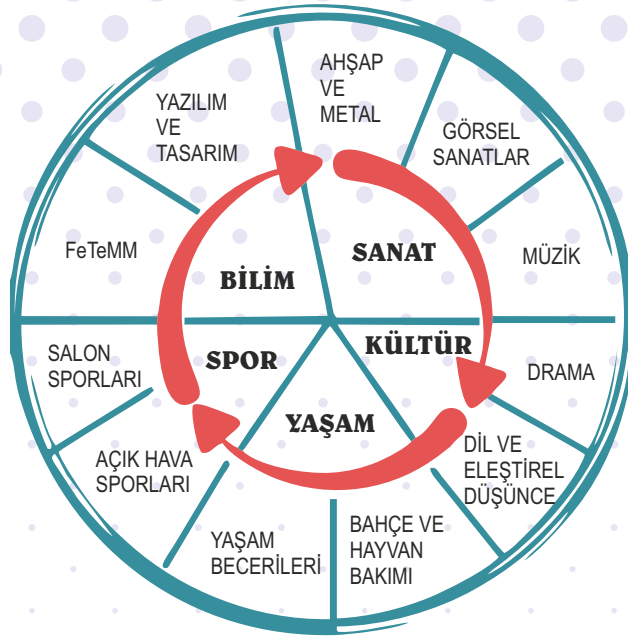 AHŞAP
VE
METAL
YAZILIM
VE
TASARIM
GÖRSEL
SANATLAR
FeTeMM
BİLİM
SANAT
MÜZİK
SALON
SPORLARI
SPOR
KÜLTÜR
DRAMA
YAŞAM
AÇIK HAVA
SPORLARI
DİL VE
ELEŞTİREL
DÜŞÜNCE
YAŞAM
BECERİLERİ
BAHÇE VE
HAYVAN
BAKIMI